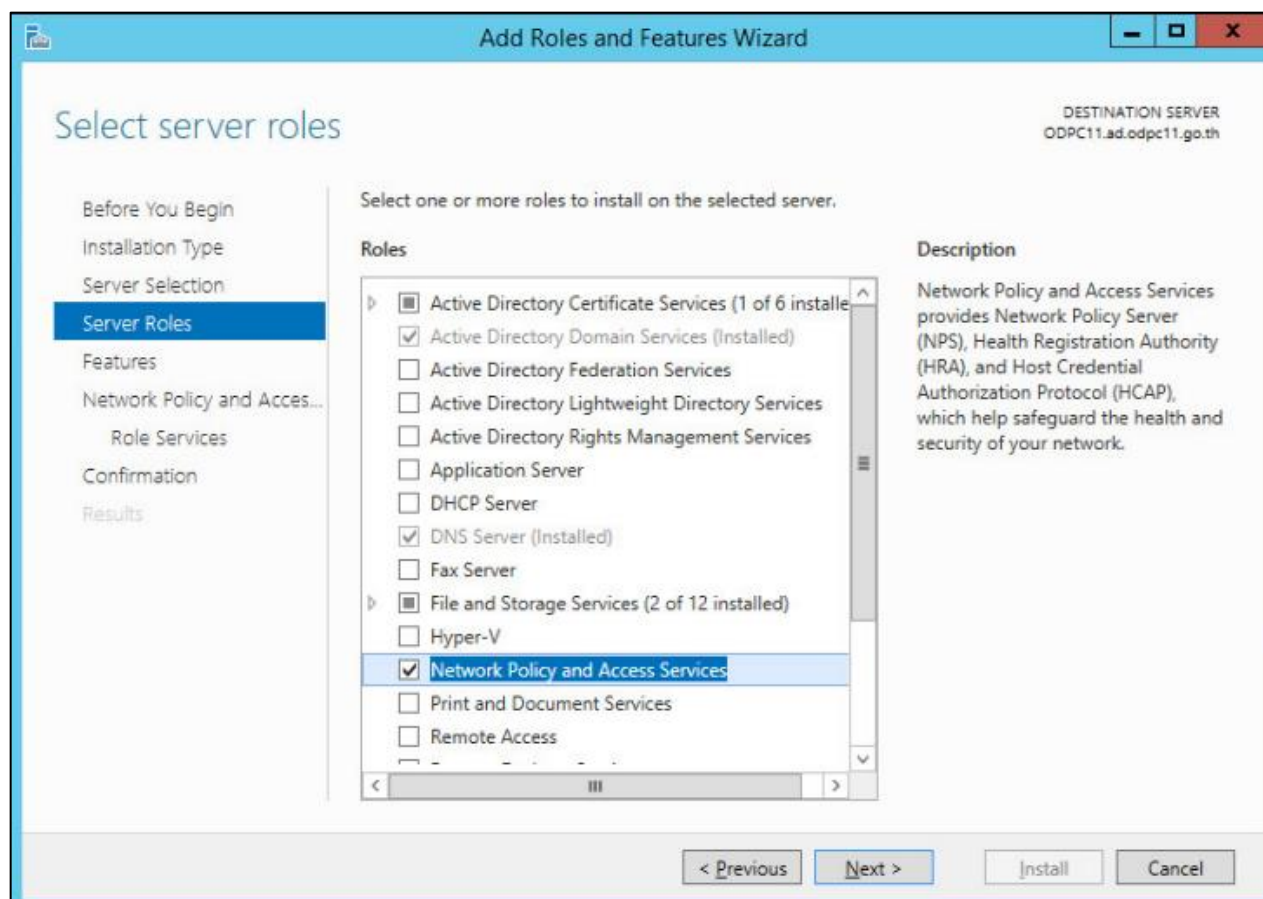 Add Roles and Features Wizard
Select server roles
DESTINATION SERVER
ODPC11.ad.odpc11.go.th
Before You Begin
Installation Type
Server Selection
Server Roles
Features
Network Policy and Acces...
Role Services
Confirmation
Results
Select one or more roles to install on the selected server.
Roles
Active Directory Certificate Services (1 of 6 installe
Active Directory Domain Services (Installed)
Active Directory Federation Services
Active Directory Lightweight Directory Services
Active Directory Rights Management Services
Application Server
DHCP Server
DNS Server (Installed)
Fax Server
File and Storage Services (2 of 12 installed)
Hyper-V
Network Policy and Access Services
Print and Document Services
Remote Access
Description
Network Policy and Access Services
provides Network Policy Server
(NPS), Health Registration Authority
(HRA), and Host Credential
Authorization Protocol (HCAP),
which help safeguard the health and
security of your network.
< Previous
Next >
Install
Cancel